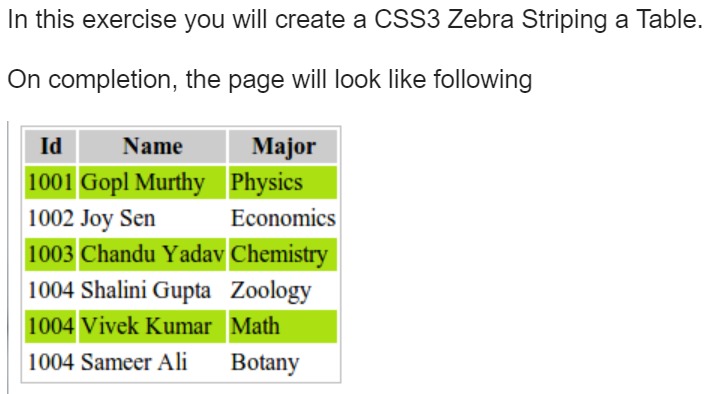 In this exercise you will create a CSS3 Zebra Striping a Table.
On completion, the page will look like following
Id Name Major
1001 Gopl Murthy Physics
1002 Joy Sen Economics
1003 Chandu Yadav Chemistry
1004 Shalini Gupta Zoology
1004 Vivek Kumar Math
1004 Sameer Ali Botany